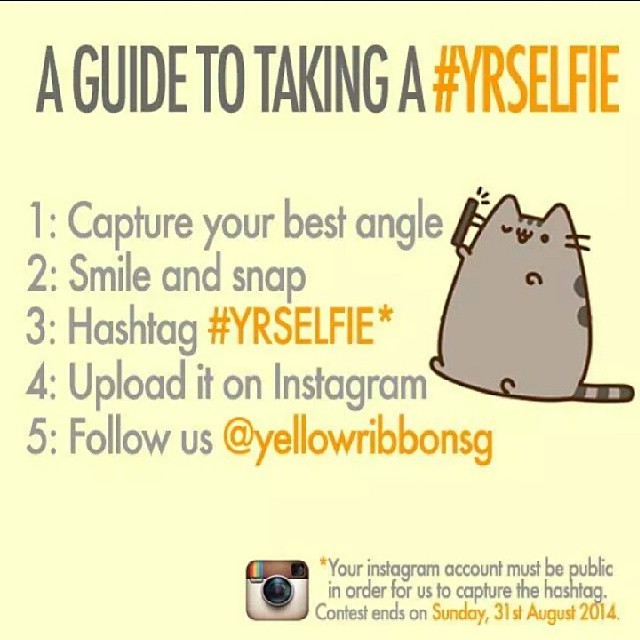 A GUIDE TO TAKING A #YRSELFIE
1: Capture your best angle
2: Smile and snap
3: Hashtag #YRSELFIE*
4: Upload it on Instagram
5: Follow us @yellowribbonsg
*Your instagram account must be public
in order for us to capture the hashtag.
Contest ends on Sunday, 31st August 2014.